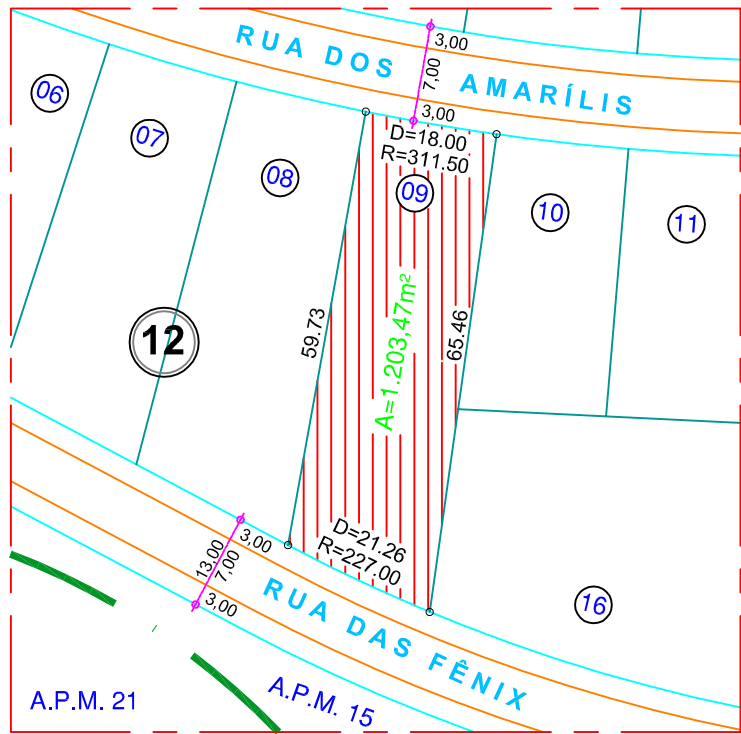 RUA DOS AMARÍLIS
3,00
7,00
3,00
06
07
08
09
10
11
D=18.00
R=311.50
A=1.203,47m²
59.73
65.46
12
D=21.26
R=227.00
13,00
3,00
7,00
3,00
RUA DAS FÊNIX
16
A.P.M. 21
A.P.M. 15